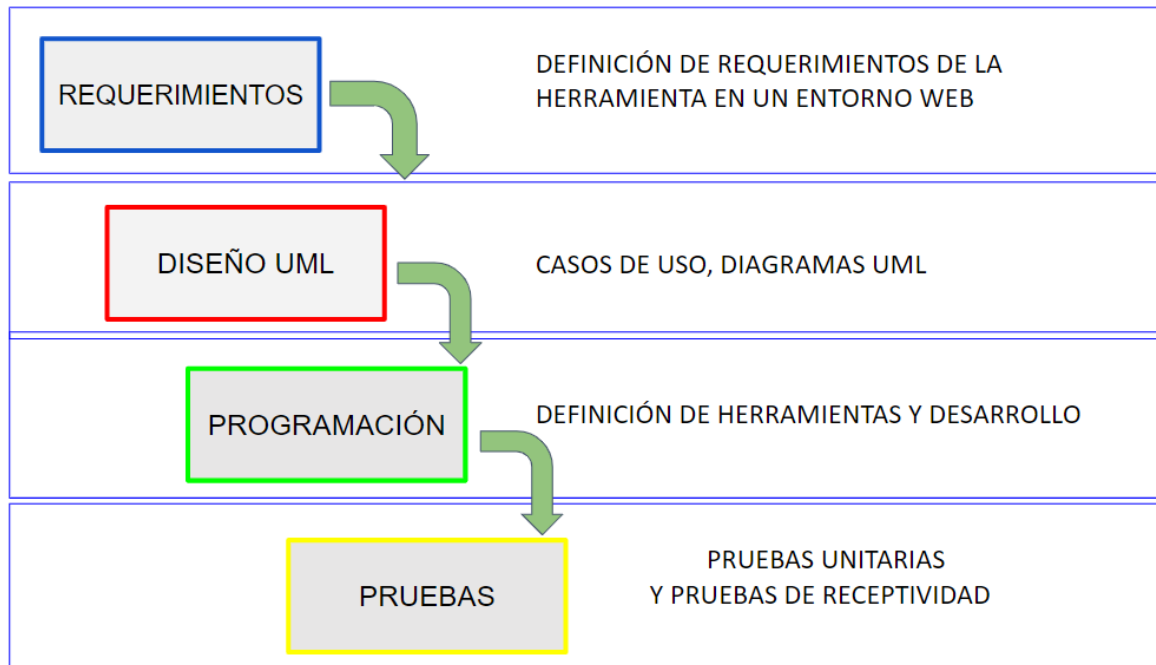 REQUERIMIENTOS
DEFINICIÓN DE REQUERIMIENTOS DE LA
HERRAMIENTA EN UN ENTORNO WEB
DISEÑO UML
CASOS DE USO, DIAGRAMAS UML
PROGRAMACIÓN
DEFINICIÓN DE HERRAMIENTAS Y DESARROLLO
PRUEBAS
PRUEBAS UNITARIAS
Y PRUEBAS DE RECEPTIVIDAD